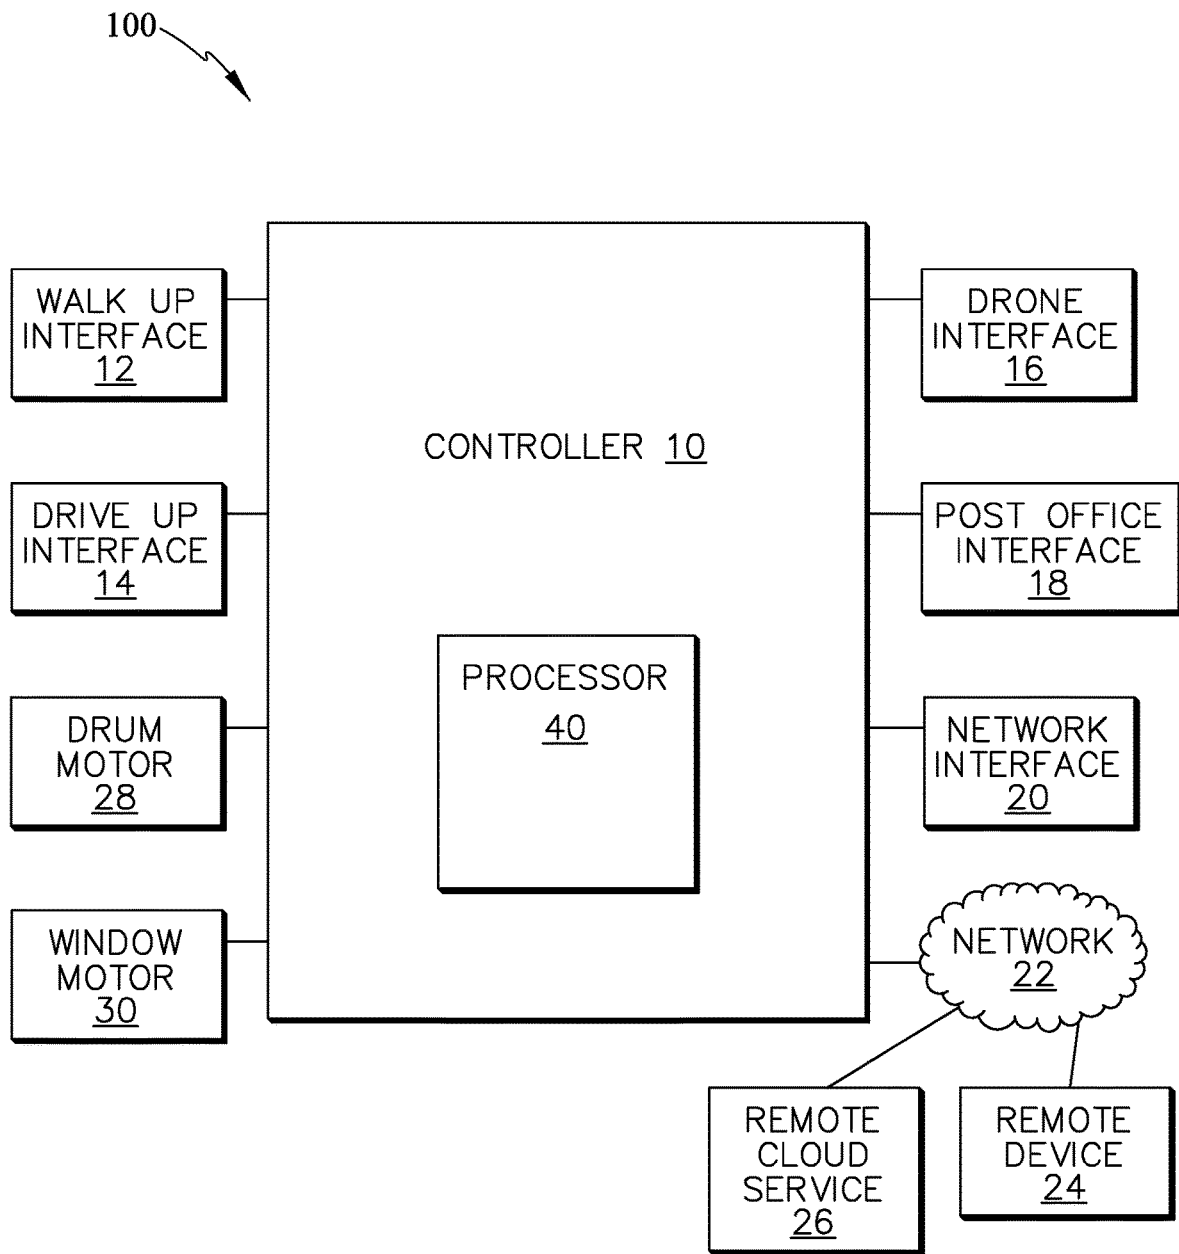 100
WALK UP
INTERFACE
12
DRIVE UP
INTERFACE
14
DRUM
MOTOR
28
WINDOW
MOTOR
30
CONTROLLER 10
PROCESSOR
40
DRONE
INTERFACE
16
POST OFFICE
INTERFACE
18
NETWORK
INTERFACE
20
NETWORK
22
REMOTE
CLOUD
SERVICE
26
REMOTE
DEVICE
24